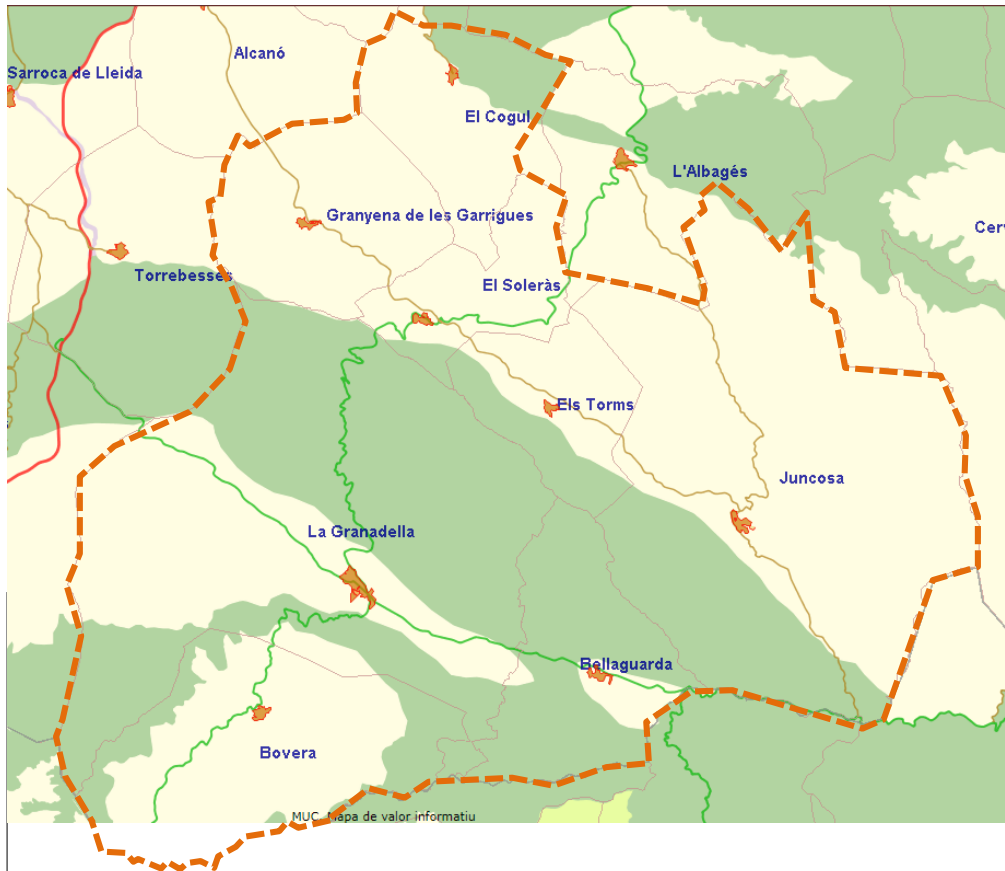 Alcanó
Sarroca de Lleida
El Cogul
L'Albagés
Granyena de les Garrigues
Cerv
Torrebesses
El Soleràs
Els Torms
Juncosa
La Granadella
Bellaguarda
Bovera
MUC. Mapa de valor informatiu